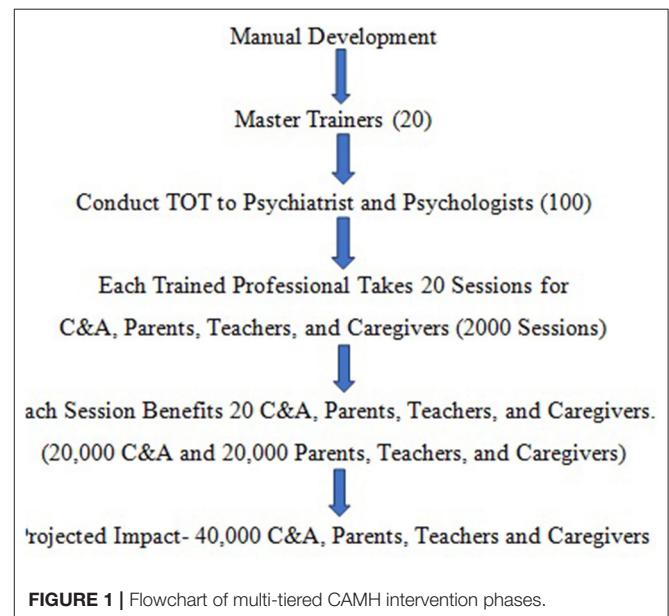 Manual Development
Master Trainers (20)
Conduct TOT to Psychiatrist and Psychologists (100)
Each Trained Professional Takes 20 Sessions for
C&A, Parents, Teachers, and Caregivers (2000 Sessions)
ach Session Benefits 20 C&A, Parents, Teachers, and Caregivers.
(20,000 C&A and 20,000 Parents, Teachers, and Caregivers)
rojected Impact- 40,000 C&A, Parents, Teachers and Caregivers
FIGURE 1 | Flowchart of multi-tiered CAMH intervention phases.